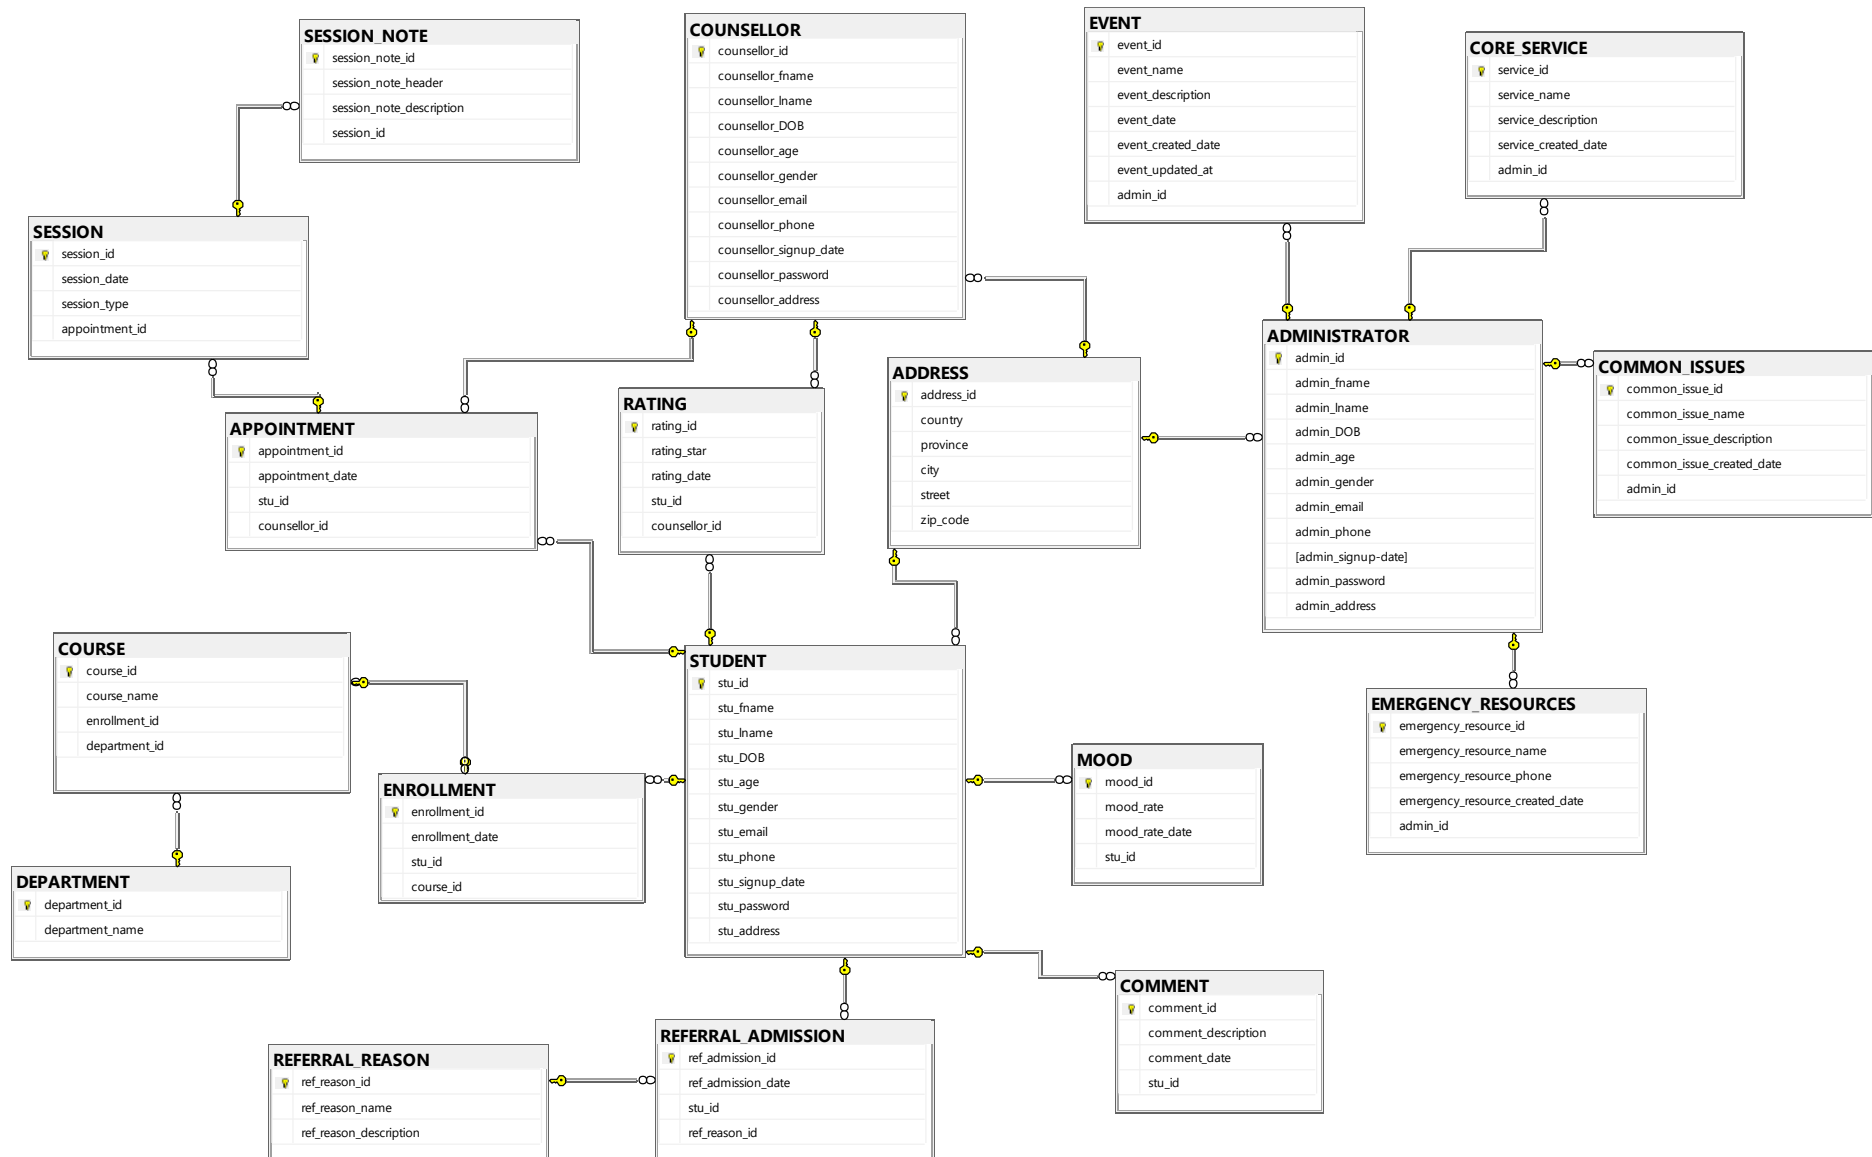 SESSION_NOTE
session_note_id
session_note_header
session_note_description
session_id
COUNSELLOR
counsellor_id
counsellor_fname
counsellor_lname
counsellor_DOB
counsellor_age
counsellor_gender
counsellor_email
counsellor_phone
counsellor_signup_date
counsellor_password
counsellor_address
EVENT
event_id
event_name
event_description
event_date
event_created_date
event_updated_at
admin_id
CORE_SERVICE
service_id
service_name
service_description
service_created_date
admin_id
SESSION
session_id
session_date
session_type
appointment_id
APPOINTMENT
appointment_id
appointment_date
stu_id
counsellor_id
RATING
rating_id
rating_star
rating_date
stu_id
counsellor_id
ADDRESS
address_id
country
province
city
street
zip_code
ADMINISTRATOR
admin_id
admin_fname
admin_lname
admin_DOB
admin_age
admin_gender
admin_email
admin_phone
[admin_signup-date]
admin_password
admin_address
COMMON_ISSUES
common_issue_id
common_issue_name
common_issue_description
common_issue_created_date
admin_id
COURSE
course_id
course_name
enrollment_id
department_id
STUDENT
stu_id
stu_fname
stu_lname
stu_DOB
stu_age
stu_gender
stu_email
stu_phone
stu_signup_date
stu_password
stu_address
EMERGENCY_RESOURCES
emergency_resource_id
emergency_resource_name
emergency_resource_phone
emergency_resource_created_date
admin_id
ENROLLMENT
enrollment_id
enrollment_date
stu_id
course_id
MOOD
mood_id
mood_rate
mood_rate_date
stu_id
DEPARTMENT
department_id
department_name
COMMENT
comment_id
comment_description
comment_date
stu_id
REFERRAL_REASON
ref_reason_id
ref_reason_name
ref_reason_description
REFERRAL_ADMISSION
ref_admission_id
ref_admission_date
stu_id
ref_reason_id